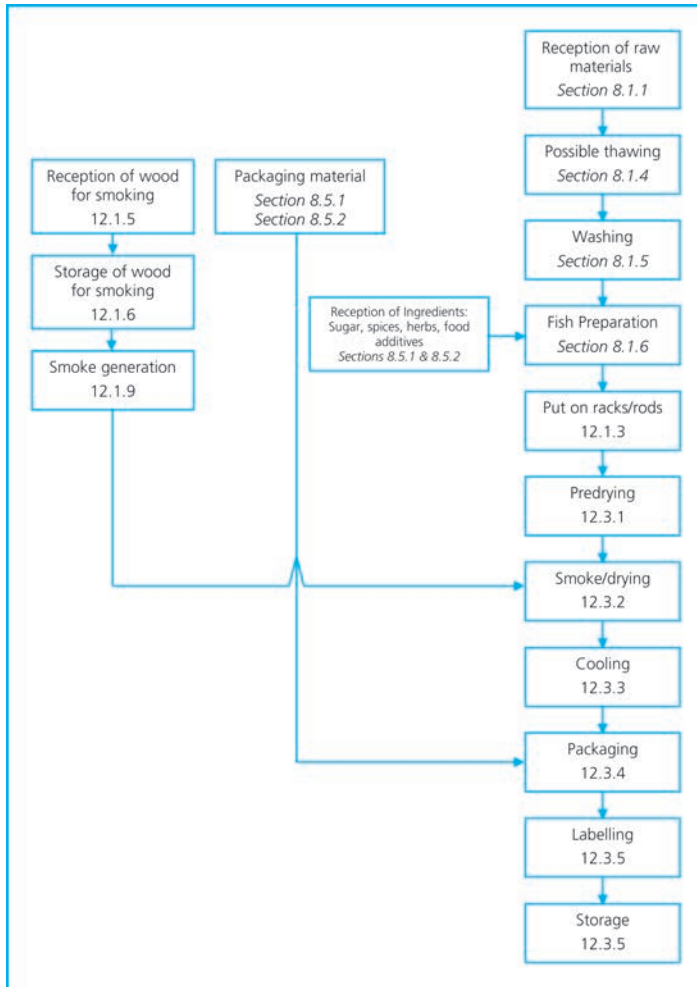 Reception of raw
materials
Section 8.1.1
Possible thawing
Section 8.1.4
Washing
Section 8.1.5
Reception of wood
for smoking
12.1.5
Storage of wood
for smoking
12.1.6
Smoke generation
12.1.9
Packaging material
Section 8.5.1
Section 8.5.2
Reception of Ingredients:
Sugar, spices, herbs, food
additives
Sections 8.5.1 & 8.5.2
Fish Preparation
Section 8.1.6
Put on racks/rods
12.1.3
Predrying
12.3.1
Smoke/drying
12.3.2
Cooling
12.3.3
Packaging
12.3.4
Labelling
12.3.5
Storage
12.3.5